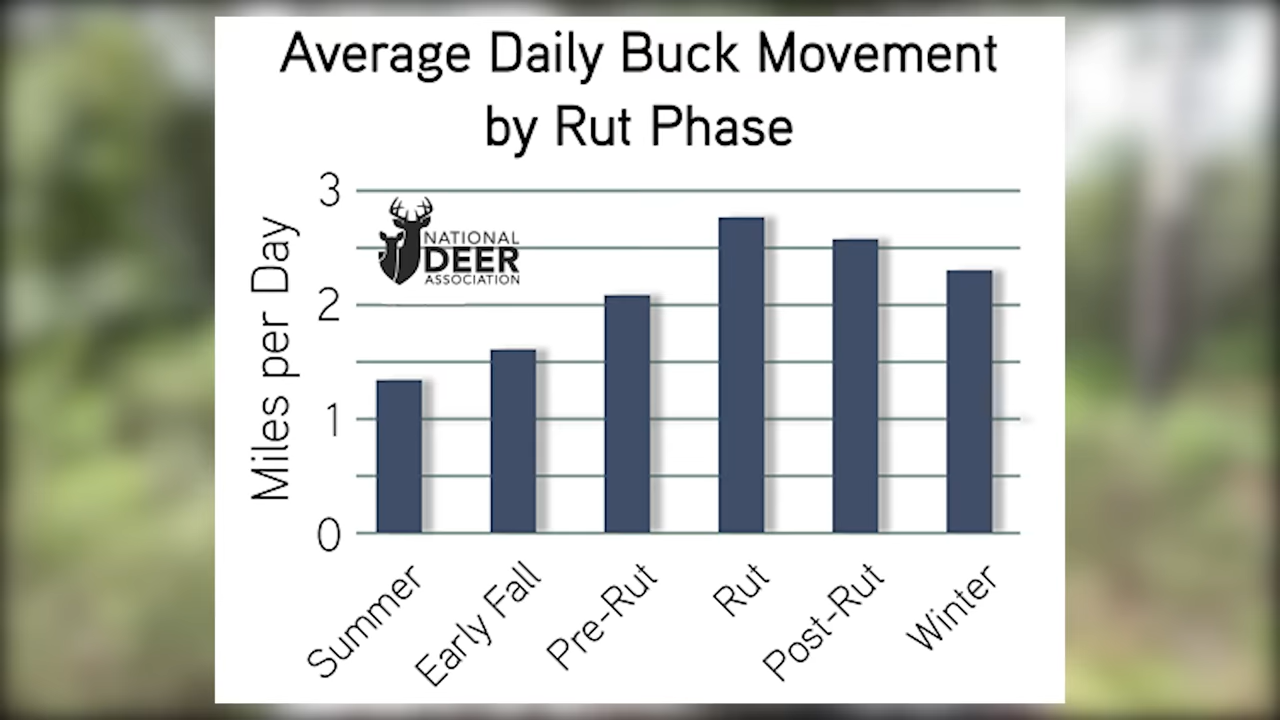 Average Daily Buck Movement
by Rut Phase
Miles per Day
3
2
1
0
NATIONAL
DEER
ASSOCIATION
Summer
Early Fall
Pre-Rut
Rut
Post-Rut
Winter